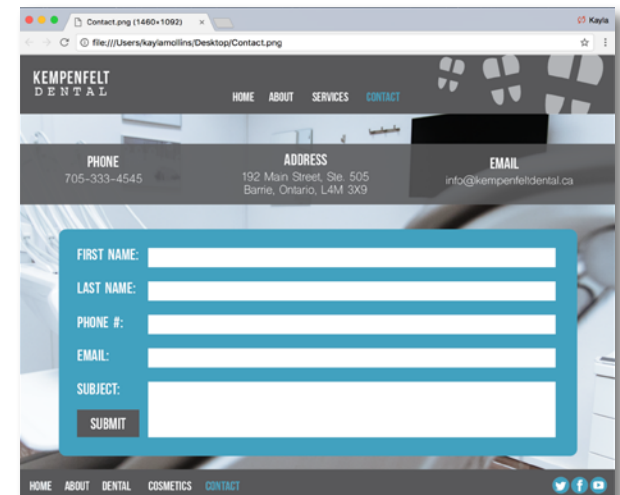 Contact.png (1460×1092)
Kayla
file:///Users/kaylamollins/Desktop/Contact.png
KEMPENFELT
DENTAL
HOME ABOUT SERVICES CONTACT
PHONE
705-333-4545
ADDRESS
192 Main Street, Ste. 505
Barrie, Ontario, L4M 3X9
EMAIL
info@kempenfeltdental.ca
FIRST NAME:
LAST NAME:
PHONE #:
EMAIL:
SUBJECT:
SUBMIT
HOME ABOUT DENTAL COSMETICS CONTACT